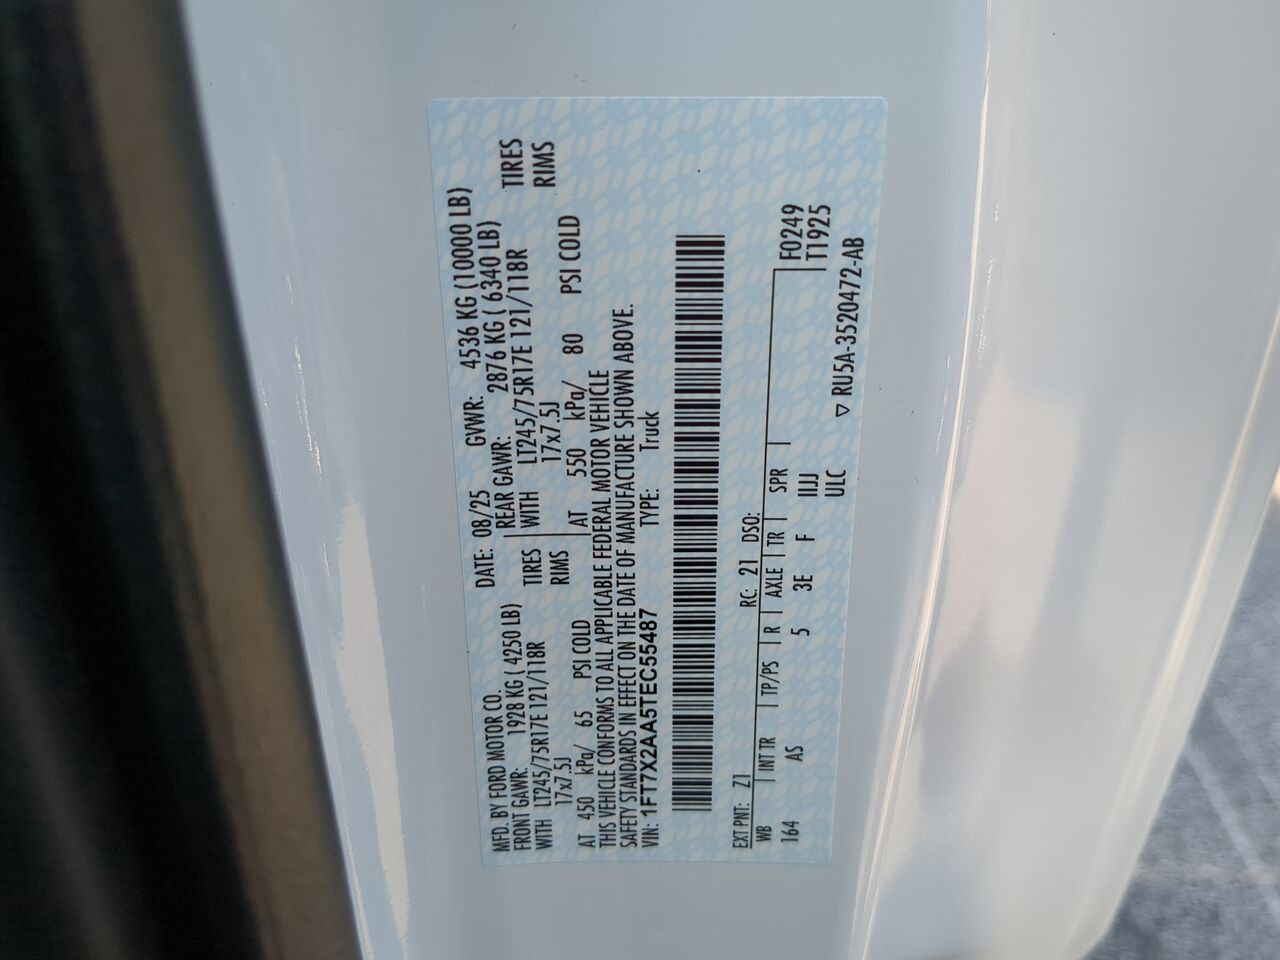 MFD. BY FORD MOTOR CO. DATE: 08/25 GVWR: 4536 KG (10000 LB)
FRONT GAWR: 1928 KG ( 4250 LB) REAR GAWR: 2876 KG ( 6340 LB)
WITH LT245/75R17E 121/118R TIRES WITH LT245/75R17E 121/118R TIRES
17x7.5J RIMS 17x7.5J RIMS
AT 450 kPa/ 65 PSI COLD AT 550 kPa/ 80 PSI COLD
THIS VEHICLE CONFORMS TO ALL APPLICABLE FEDERAL MOTOR VEHICLE
SAFETY STANDARDS IN EFFECT ON THE DATE OF MANUFACTURE SHOWN ABOVE.
VIN: 1FT7X2AA5TEC55487 TYPE: Truck
EXT PNT: Z1 RC: 21 DSO: F0249
WB INT TR TP/PS R AXLE TR SPR T1925
164 AS 5 3E F IIJJ
ULC
▽ RU5A-3520472-AB